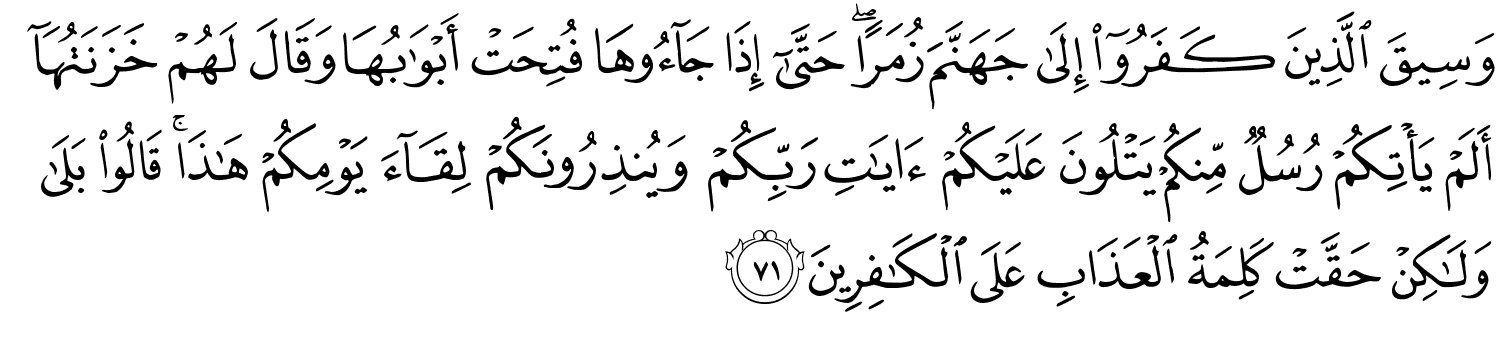 وَسِيقَ ٱلَّذِينَ كَفَرُوٓا۟ إِلَىٰ جَهَنَّمَ زُمَرًا ۖ حَتَّىٰٓ إِذَا جَآءُوهَا فُتِحَتْ أَبْوَٰبُهَا وَقَالَ لَهُمْ خَزَنَتُهَآ
أَلَمْ يَأْتِكُمْ رُسُلٌ مِّنكُمْ يَتْلُونَ عَلَيْكُمْ ءَايَٰتِ رَبِّكُمْ وَيُنذِرُونَكُمْ لِقَآءَ يَوْمِكُمْ هَٰذَا ۚ قَالُوا۟ بَلَىٰ
وَلَٰكِنْ حَقَّتْ كَلِمَةُ ٱلْعَذَابِ عَلَى ٱلْكَٰفِرِينَ ٧١